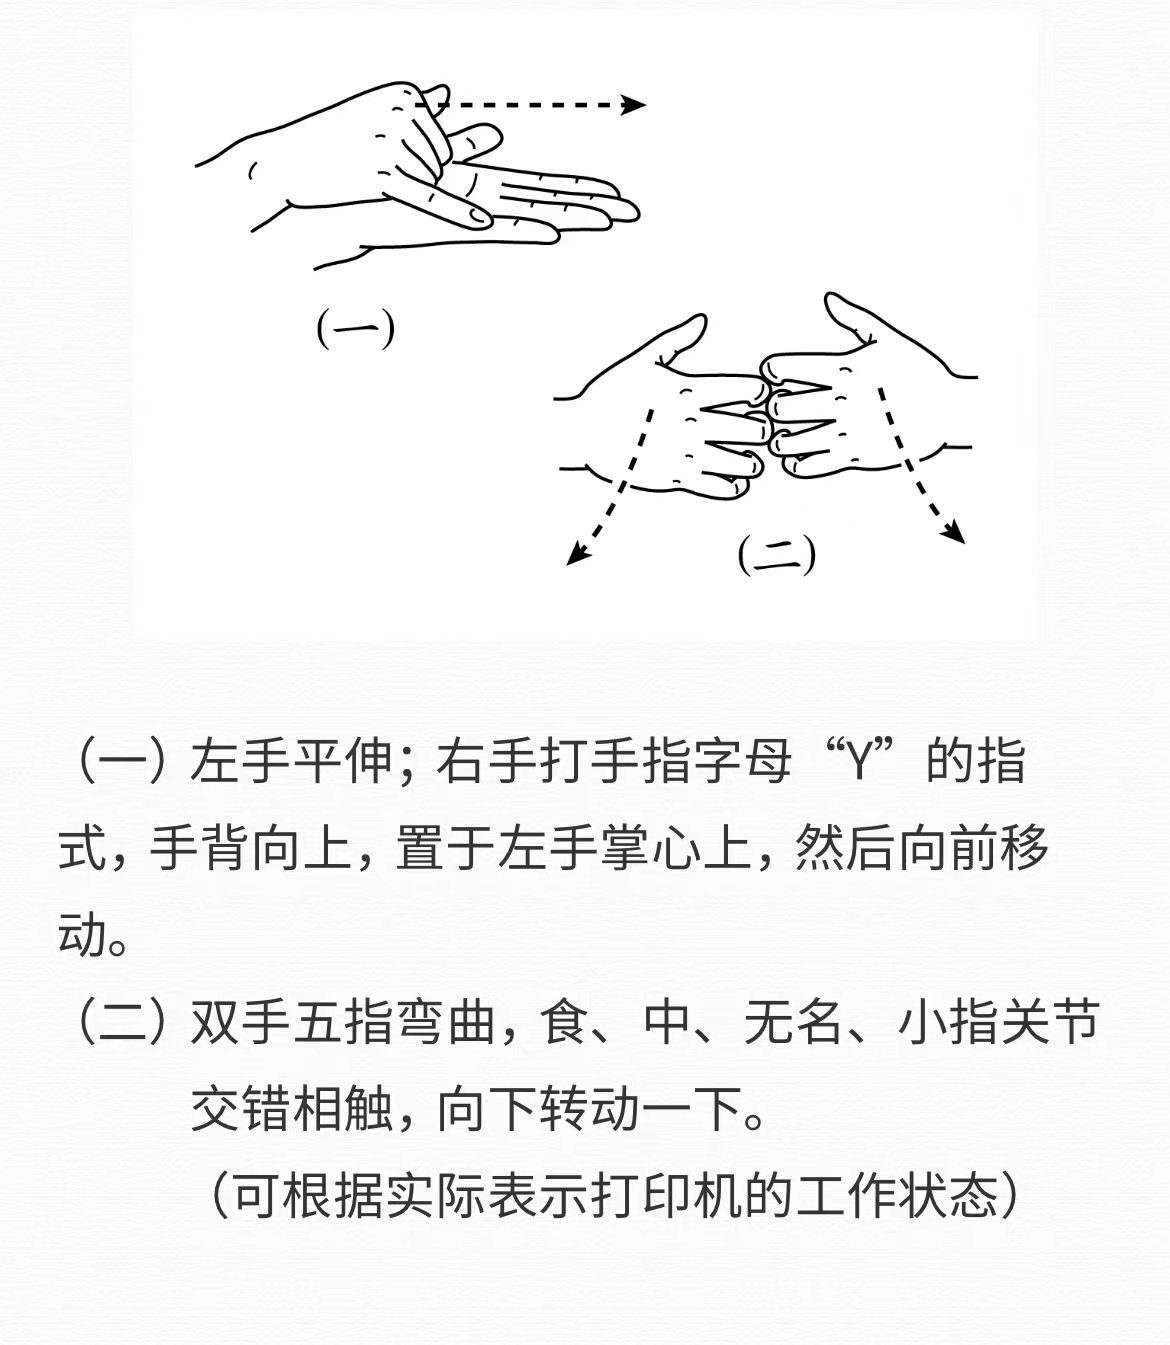 (一)
(二)
（一）左手平伸；右手打手指字母“Y”的指
式，手背向上，置于左手掌心上，然后向前移
动。
（二）双手五指弯曲，食、中、无名、小指关节
交错相触，向下转动一下。
（可根据实际表示打印机的工作状态）